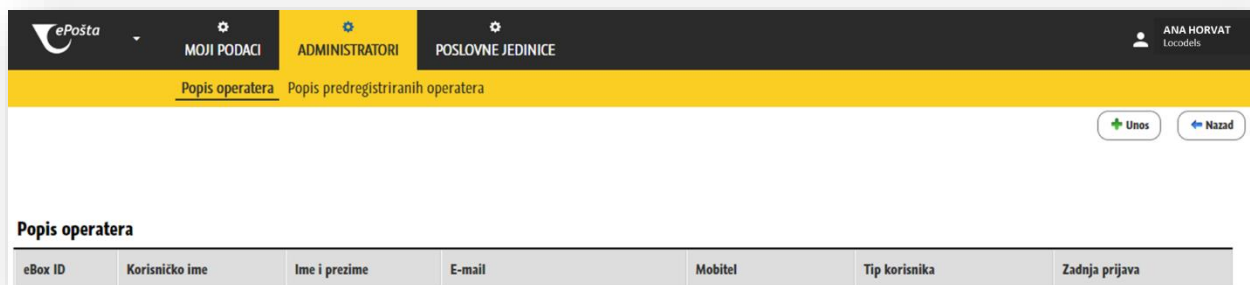 ePošta
MOJI PODACI ADMINISTRATORI POSLOVNE JEDINICE
ANA HORVAT
Locodels
Popis operatera Popis predregistriranih operatera
Unos Nazad
Popis operatera
eBox ID Korisničko ime Ime i prezime E-mail Mobitel Tip korisnika Zadnja prijava